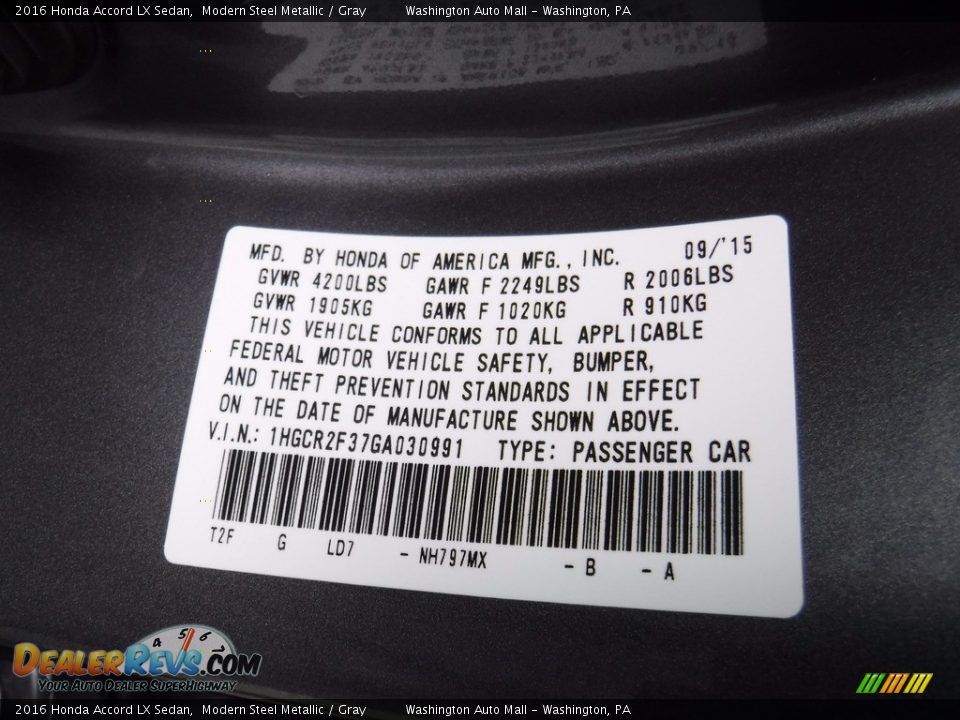 2016 Honda Accord LX Sedan, Modern Steel Metallic / Gray Washington Auto Mall - Washington, PA
MFD. BY HONDA OF AMERICA MFG., INC. 09/'15
GVWR 4200LBS GAWR F 2249LBS R 2006LBS
GVWR 1905KG GAWR F 1020KG R 910KG
THIS VEHICLE CONFORMS TO ALL APPLICABLE
FEDERAL MOTOR VEHICLE SAFETY, BUMPER,
AND THEFT PREVENTION STANDARDS IN EFFECT
ON THE DATE OF MANUFACTURE SHOWN ABOVE.
V.I.N.: 1HGCR2F37GA030991 TYPE: PASSENGER CAR
T2F G LD7 - NH797MX - B - A
4 5 6
DEALERREVS.COM
YOUR AUTO DEALER SUPERHIGHWAY
2016 Honda Accord LX Sedan, Modern Steel Metallic / Gray Washington Auto Mall - Washington, PA